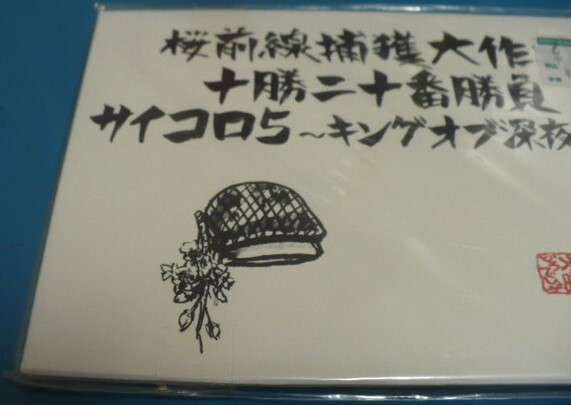 桜前線捕獲大作
十勝二十番勝負
サイコロ5〜キングオブ深夜